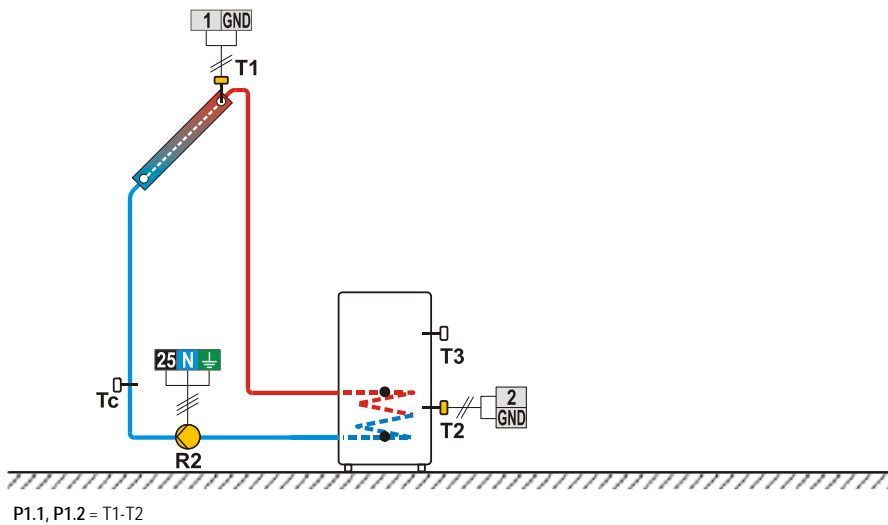 1 GND
T1
T3
25 N
Tc
2
T2
GND
R2
P1.1, P1.2 = T1-T2